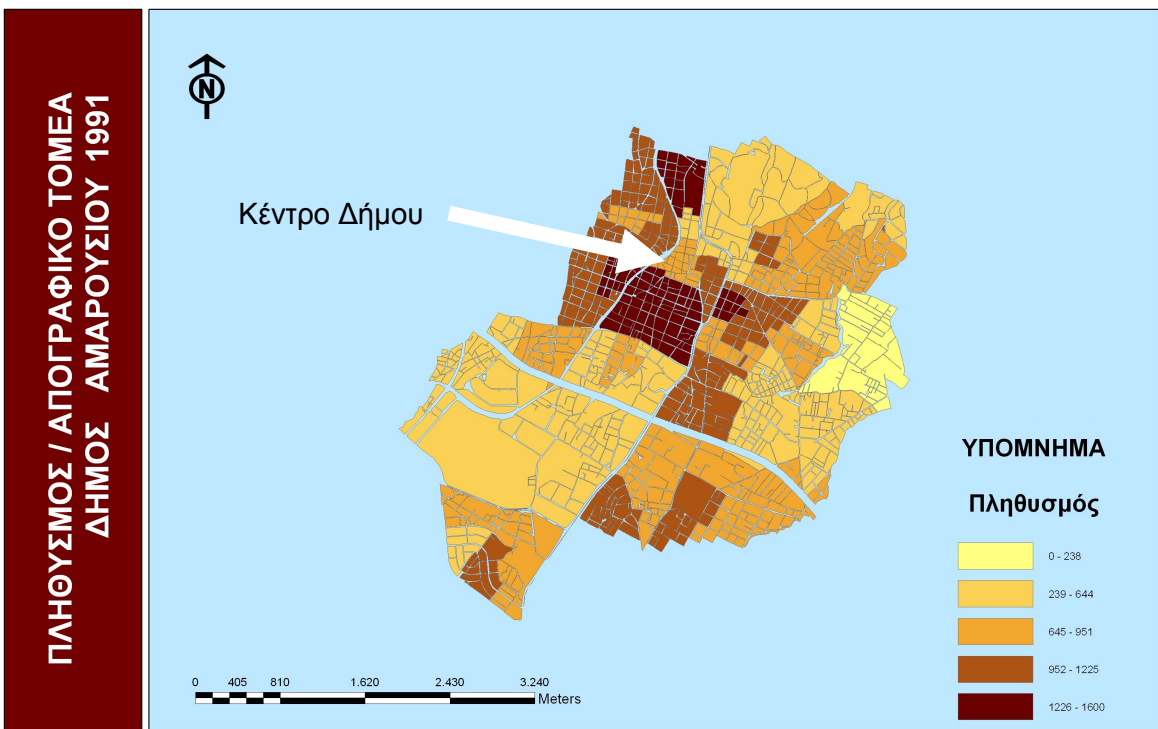 ΠΛΗΘΥΣΜΟΣ / ΑΠΟΓΡΑΦΙΚΟ ΤΟΜΕΑ
ΔΗΜΟΣ ΑΜΑΡΟΥΣΙΟΥ 1991
N
Κέντρο Δήμου
ΥΠΟΜΝΗΜΑ
Πληθυσμός
0 - 238
239 - 644
645 - 951
952 - 1225
1226 - 1600
0 405 810 1.620 2.430 3.240
Meters